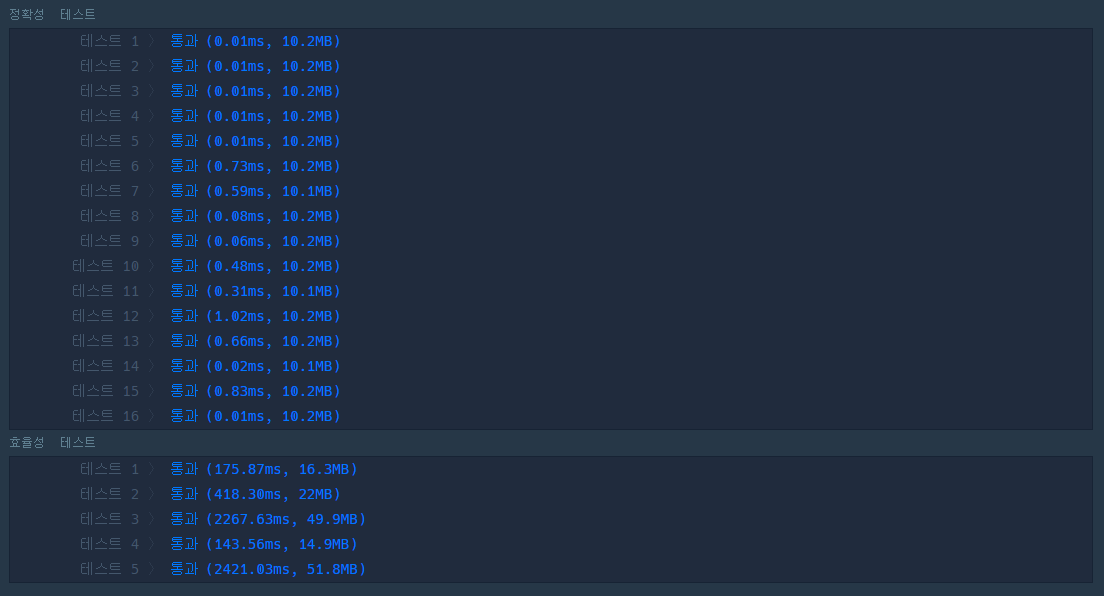 정확성 테스트
테스트 1 〉 통과 (0.01ms, 10.2MB)
테스트 2 〉 통과 (0.01ms, 10.2MB)
테스트 3 〉 통과 (0.01ms, 10.2MB)
테스트 4 〉 통과 (0.01ms, 10.2MB)
테스트 5 〉 통과 (0.01ms, 10.2MB)
테스트 6 〉 통과 (0.73ms, 10.2MB)
테스트 7 〉 통과 (0.59ms, 10.1MB)
테스트 8 〉 통과 (0.08ms, 10.2MB)
테스트 9 〉 통과 (0.06ms, 10.2MB)
테스트 10 〉 통과 (0.48ms, 10.2MB)
테스트 11 〉 통과 (0.31ms, 10.1MB)
테스트 12 〉 통과 (1.02ms, 10.2MB)
테스트 13 〉 통과 (0.66ms, 10.2MB)
테스트 14 〉 통과 (0.02ms, 10.1MB)
테스트 15 〉 통과 (0.83ms, 10.2MB)
테스트 16 〉 통과 (0.01ms, 10.2MB)
효율성 테스트
테스트 1 〉 통과 (175.87ms, 16.3MB)
테스트 2 〉 통과 (418.30ms, 22MB)
테스트 3 〉 통과 (2267.63ms, 49.9MB)
테스트 4 〉 통과 (143.56ms, 14.9MB)
테스트 5 〉 통과 (2421.03ms, 51.8MB)